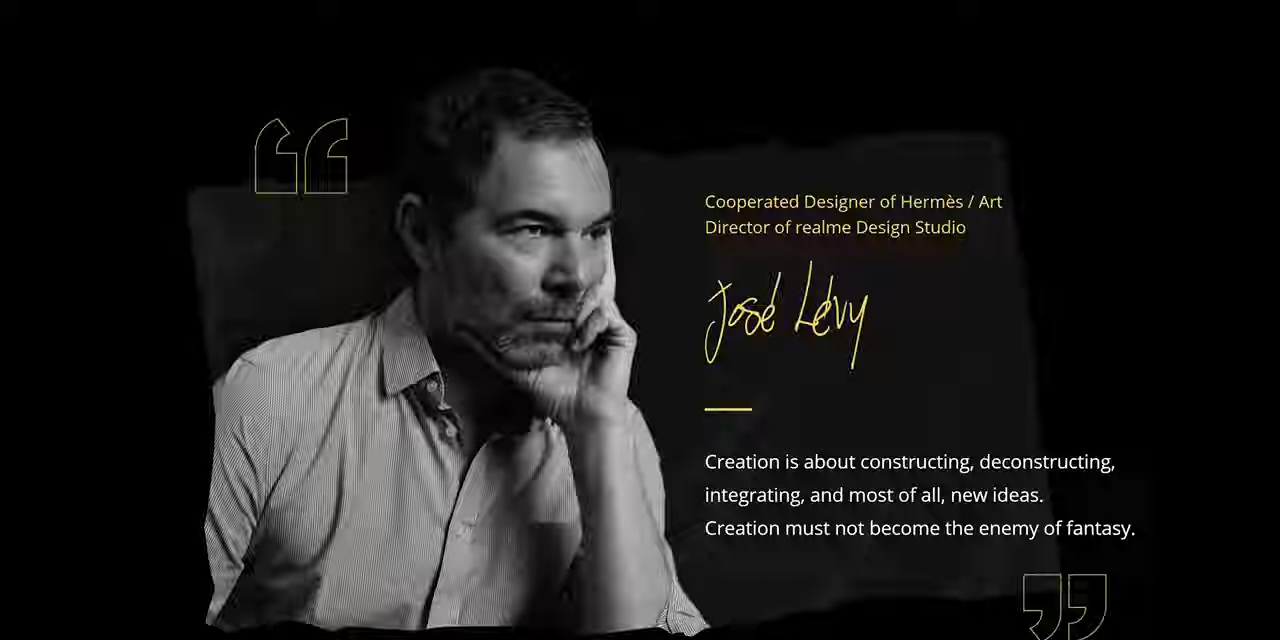 Cooperated Designer of Hermès / Art
Director of realme Design Studio
José Lévy
Creation is about constructing, deconstructing,
integrating, and most of all, new ideas.
Creation must not become the enemy of fantasy.